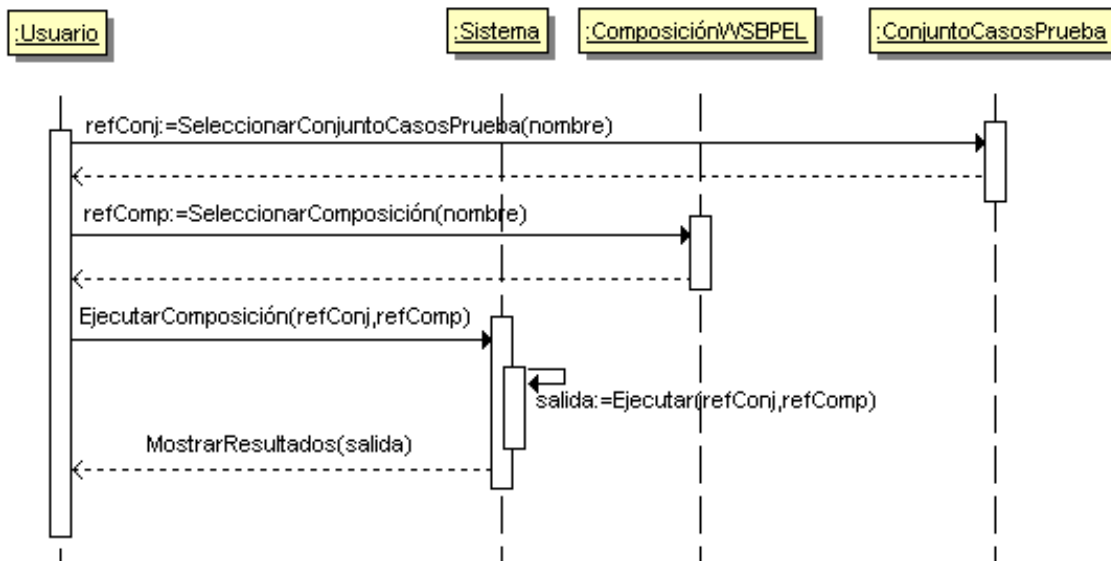 :Usuario
:Sistema
:ComposiciónWSBPEL
:ConjuntoCasosPrueba
refConj:=SeleccionarConjuntoCasosPrueba(nombre)
refComp:=SeleccionarComposición(nombre)
EjecutarComposición(refConj,refComp)
salida:=Ejecutar(refConj,refComp)
MostrarResultados(salida)